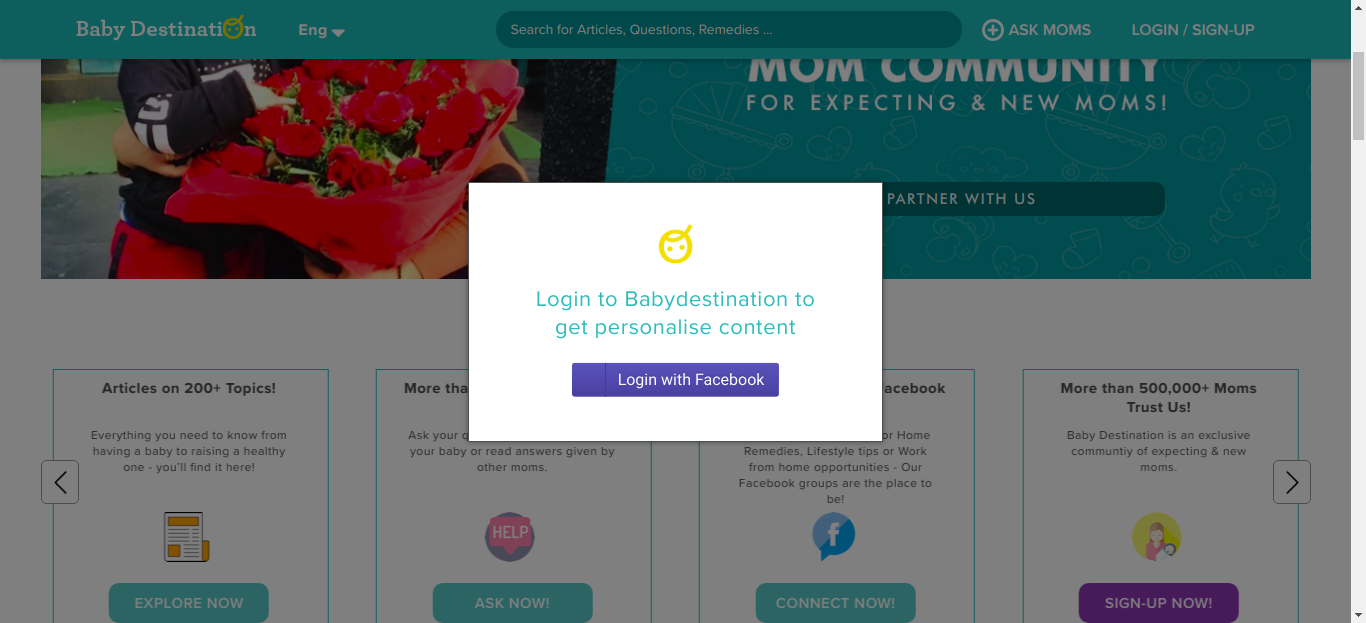 Baby Destination
Eng
Search for Articles, Questions, Remedies ...
ASK MOMS
LOGIN / SIGN-UP
MOM COMMUNITY
FOR EXPECTING & NEW MOMS!
PARTNER WITH US
Login to Babydestination to
get personalise content
Login with Facebook
Articles on 200+ Topics!
Everything you need to know from
having a baby to raising a healthy
one - you'll find it here!
EXPLORE NOW
More tha
Ask your q
your baby or read answers given by
other moms.
HELP
ASK NOW!
acebook
or Home
Remedies, Lifestyle tips or Work
from home opportunities - Our
Facebook groups are the place to
be!
f
CONNECT NOW!
More than 500,000+ Moms
Trust Us!
Baby Destination is an exclusive
communtiy of expecting & new
moms.
SIGN-UP NOW!